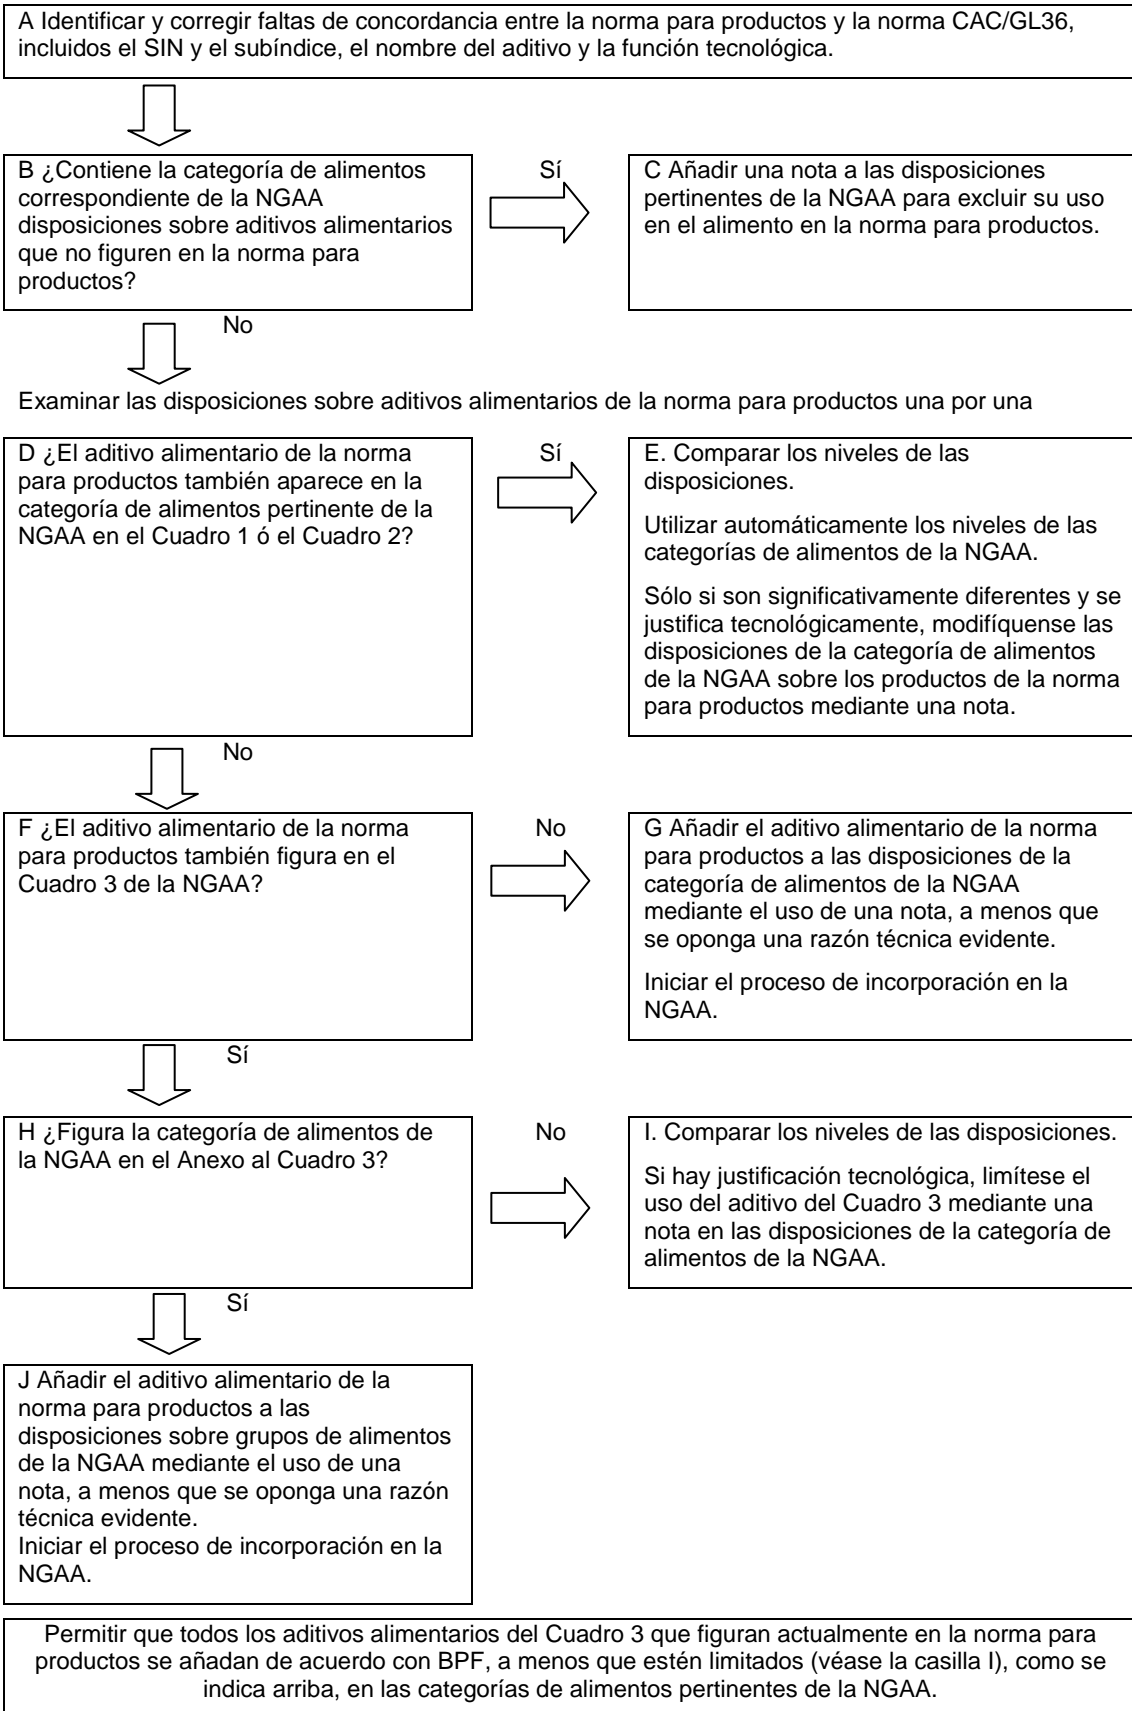 A Identificar y corregir faltas de concordancia entre la norma para productos y la norma CAC/GL36,
incluidos el SIN y el subíndice, el nombre del aditivo y la función tecnológica.
B ¿Contiene la categoría de alimentos
correspondiente de la NGAA
disposiciones sobre aditivos alimentarios
que no figuren en la norma para
productos?
Sí
C Añadir una nota a las disposiciones
pertinentes de la NGAA para excluir su uso
en el alimento en la norma para productos.
No
Examinar las disposiciones sobre aditivos alimentarios de la norma para productos una por una
D ¿El aditivo alimentario de la norma
para productos también aparece en la
categoría de alimentos pertinente de la
NGAA en el Cuadro 1 ó el Cuadro 2?
Sí
E. Comparar los niveles de las
disposiciones.
Utilizar automáticamente los niveles de las
categorías de alimentos de la NGAA.
Sólo si son significativamente diferentes y se
justifica tecnológicamente, modifíquense las
disposiciones de la categoría de alimentos
de la NGAA sobre los productos de la norma
para productos mediante una nota.
No
F ¿El aditivo alimentario de la norma
para productos también figura en el
Cuadro 3 de la NGAA?
No
G Añadir el aditivo alimentario de la norma
para productos a las disposiciones de la
categoría de alimentos de la NGAA
mediante el uso de una nota, a menos que
se oponga una razón técnica evidente.
Iniciar el proceso de incorporación en la
NGAA.
Sí
H ¿Figura la categoría de alimentos de
la NGAA en el Anexo al Cuadro 3?
No
I. Comparar los niveles de las disposiciones.
Si hay justificación tecnológica, limítese el
uso del aditivo del Cuadro 3 mediante una
nota en las disposiciones de la categoría de
alimentos de la NGAA.
Sí
J Añadir el aditivo alimentario de la
norma para productos a las
disposiciones sobre grupos de alimentos
de la NGAA mediante el uso de una
nota, a menos que se oponga una razón
técnica evidente.
Iniciar el proceso de incorporación en la
NGAA.
Permitir que todos los aditivos alimentarios del Cuadro 3 que figuran actualmente en la norma para
productos se añadan de acuerdo con BPF, a menos que estén limitados (véase la casilla I), como se
indica arriba, en las categorías de alimentos pertinentes de la NGAA.